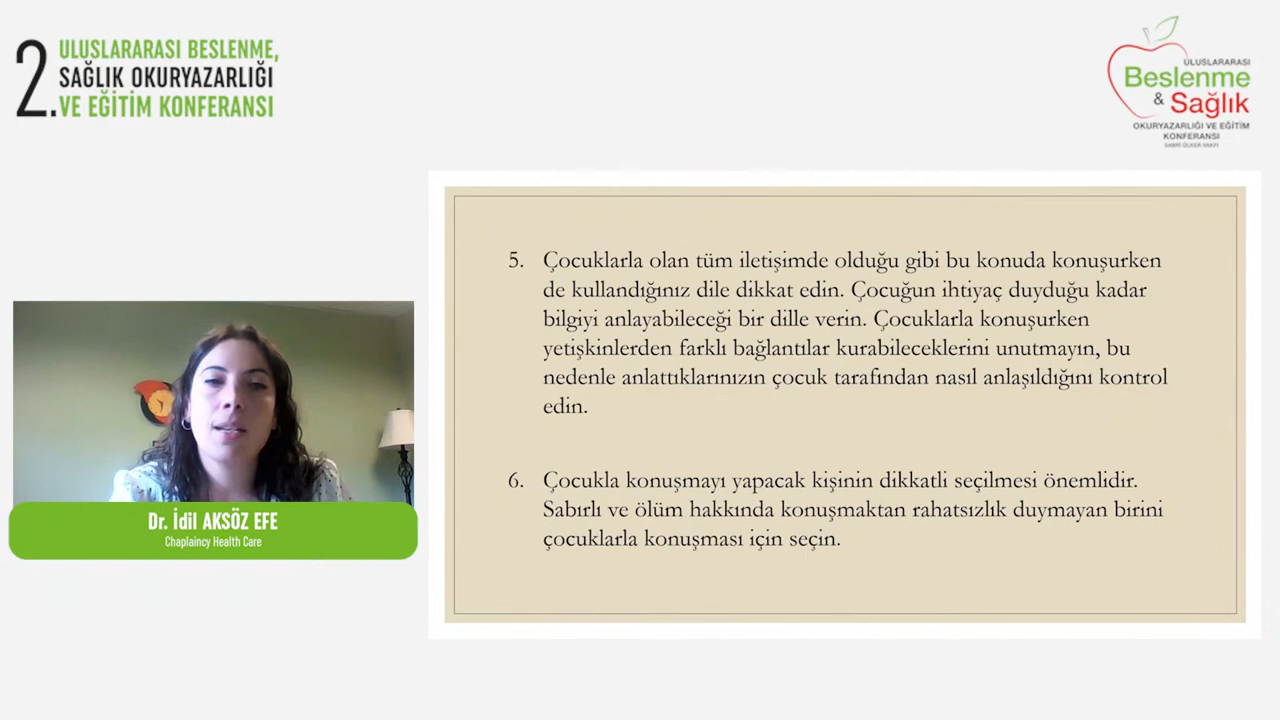 2.
ULUSLARARASI BESLENME,
SAĞLIK OKURYAZARLIĞI
VE EĞİTİM KONFERANSI
ULUSLARARASI
Beslenme
& Sağlık
OKURYAZARLIĞI VE EĞİTİM
KONFERANSI
SABRİ ÜLKER VAKFI
5. Çocuklarla olan tüm iletişimde olduğu gibi bu konuda konuşurken
de kullandığınız dile dikkat edin. Çocuğun ihtiyaç duyduğu kadar
bilgiyi anlayabileceği bir dille verin. Çocuklarla konuşurken
yetişkinlerden farklı bağlantılar kurabileceklerini unutmayın, bu
nedenle anlattıklarınızın çocuk tarafından nasıl anlaşıldığını kontrol
edin.
6. Çocukla konuşmayı yapacak kişinin dikkatli seçilmesi önemlidir.
Sabırlı ve ölüm hakkında konuşmaktan rahatsızlık duymayan birini
çocuklarla konuşması için seçin.
Dr. İdil AKSÖZ EFE
Chaplaincy Health Care